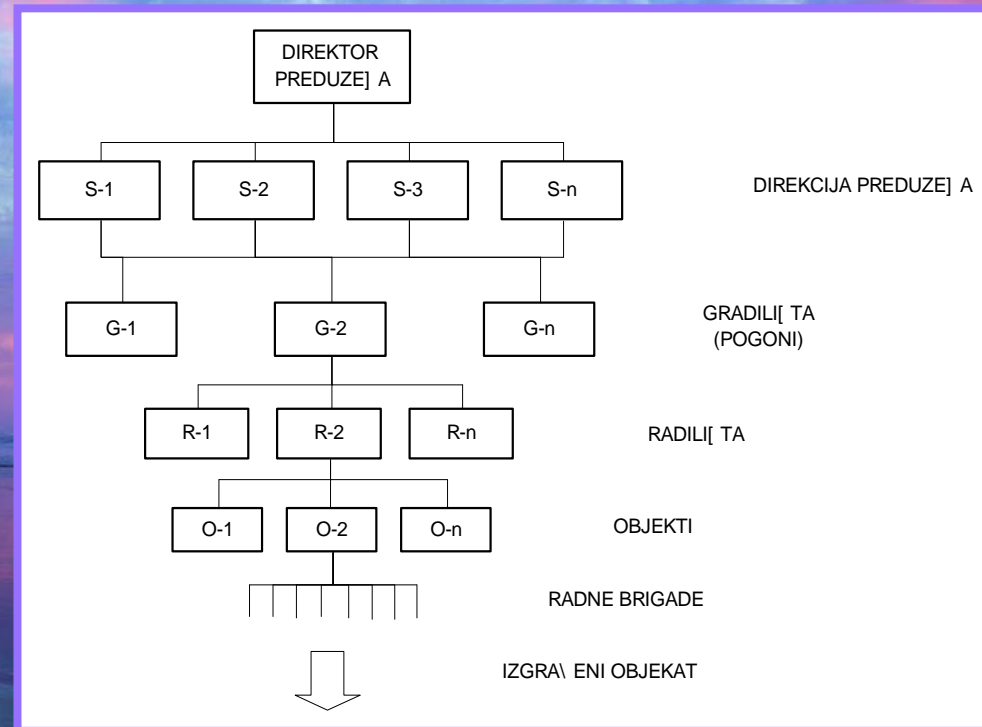 DIREKTOR
PREDUZE] A
S-1 S-2 S-3 S-n DIREKCIJA PREDUZE] A
G-1 G-2 G-n GRADILI[ TA
(POGONI)
R-1 R-2 R-n RADILI[ TA
O-1 O-2 O-n OBJEKTI
RADNE BRIGADE
IZGRA\ ENI OBJEKAT